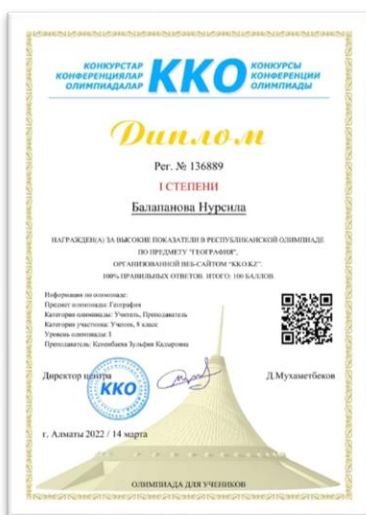 КОНКУРСТАР
КОНФЕРЕНЦИЯЛАР
ОЛИМПИАДАЛАР
ККО
КОНКУРСЫ
КОНФЕРЕНЦИИ
ОЛИМПИАДЫ
Диплом
Рег. № 136889
I СТЕПЕНИ
Балапанова Нурсила
НАГРАЖДЕН(А) ЗА ВЫСОКИЕ ПОКАЗАТЕЛИ В РЕСПУБЛИКАНСКОЙ ОЛИМПИАДЕ
ПО ПРЕДМЕТУ "ГЕОГРАФИЯ",
ОРГАНИЗОВАННОЙ ВЕБ-САЙТОМ "KKO.KZ".
100% ПРАВИЛЬНЫХ ОТВЕТОВ. ИТОГО: 100 БАЛЛОВ.
Информация по олимпиаде:
Предмет олимпиады: География
Категория олимпиады: Учитель, Преподаватель
Категория участника: Ученик, 8 класс
Уровень олимпиады: 1
Преподаватель: Зульфия Кадыровна
Директор центра
ККО
Д.Мухаметбеков
г. Алматы 2022 / 14 марта
ОЛИМПИАДА ДЛЯ УЧЕНИКОВ